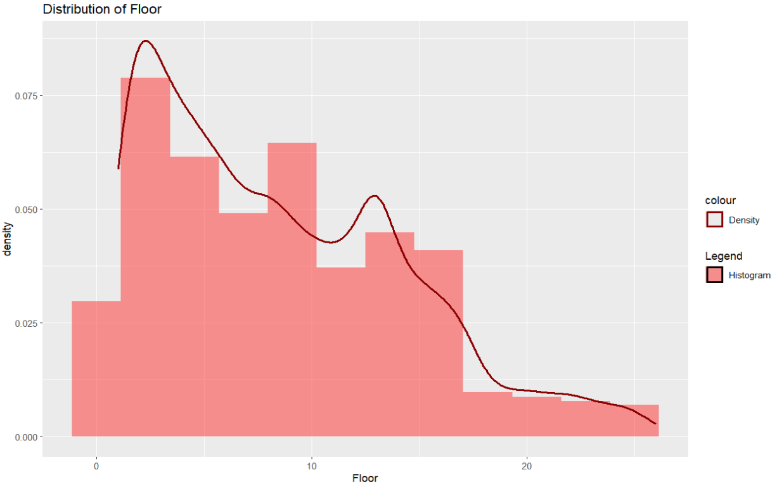 Distribution of Floor
0.075
0.050
0.025
0.000
density
0
10
20
Floor
colour
Density
Legend
Histogram